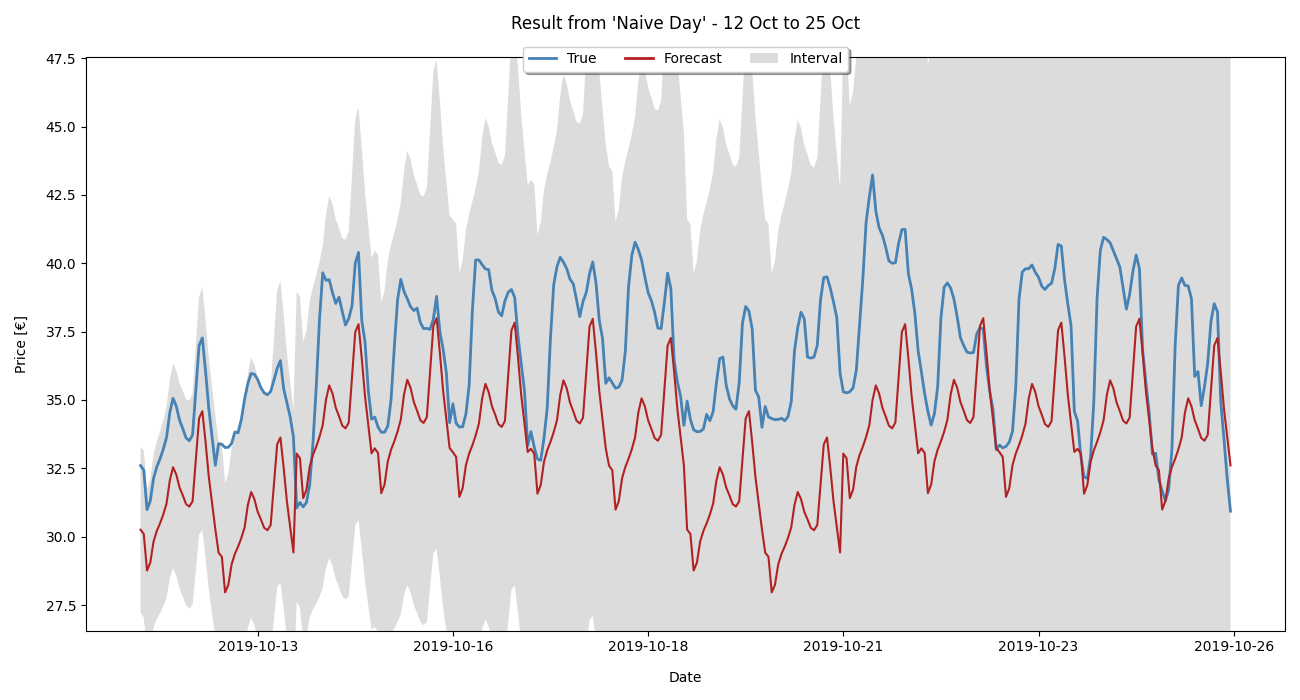 Result from 'Naive Day' - 12 Oct to 25 Oct
True Forecast Interval
47.5
45.0
42.5
40.0
37.5
35.0
32.5
30.0
27.5
Price [€]
2019-10-13 2019-10-16 2019-10-18 2019-10-21 2019-10-23 2019-10-26
Date